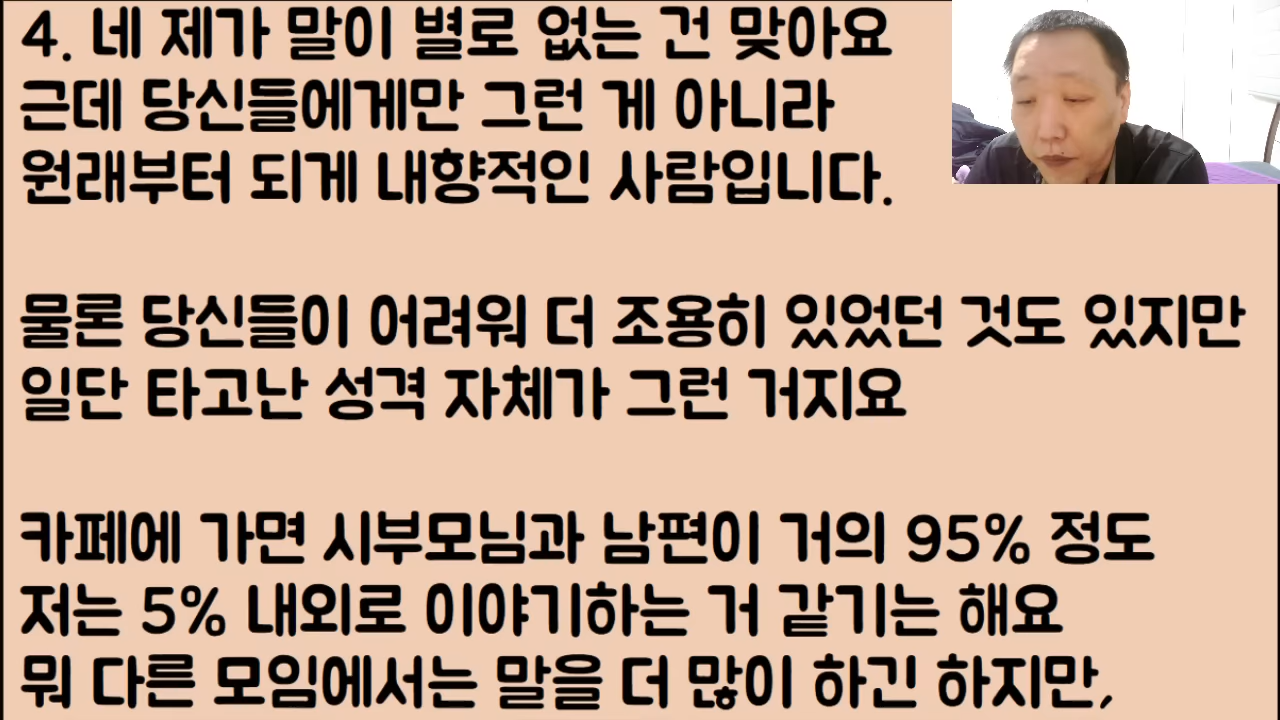 4. 네 제가 말이 별로 없는 건 맞아요
근데 당신들에게만 그런 게 아니라
원래부터 되게 내향적인 사람입니다.
물론 당신들이 어려워 더 조용히 있었던 것도 있지만
일단 타고난 성격 자체가 그런 거지요
카페에 가면 시부모님과 남편이 거의 95% 정도
저는 5% 내외로 이야기하는 거 같기는 해요
뭐 다른 모임에서는 말을 더 많이 하긴 하지만,